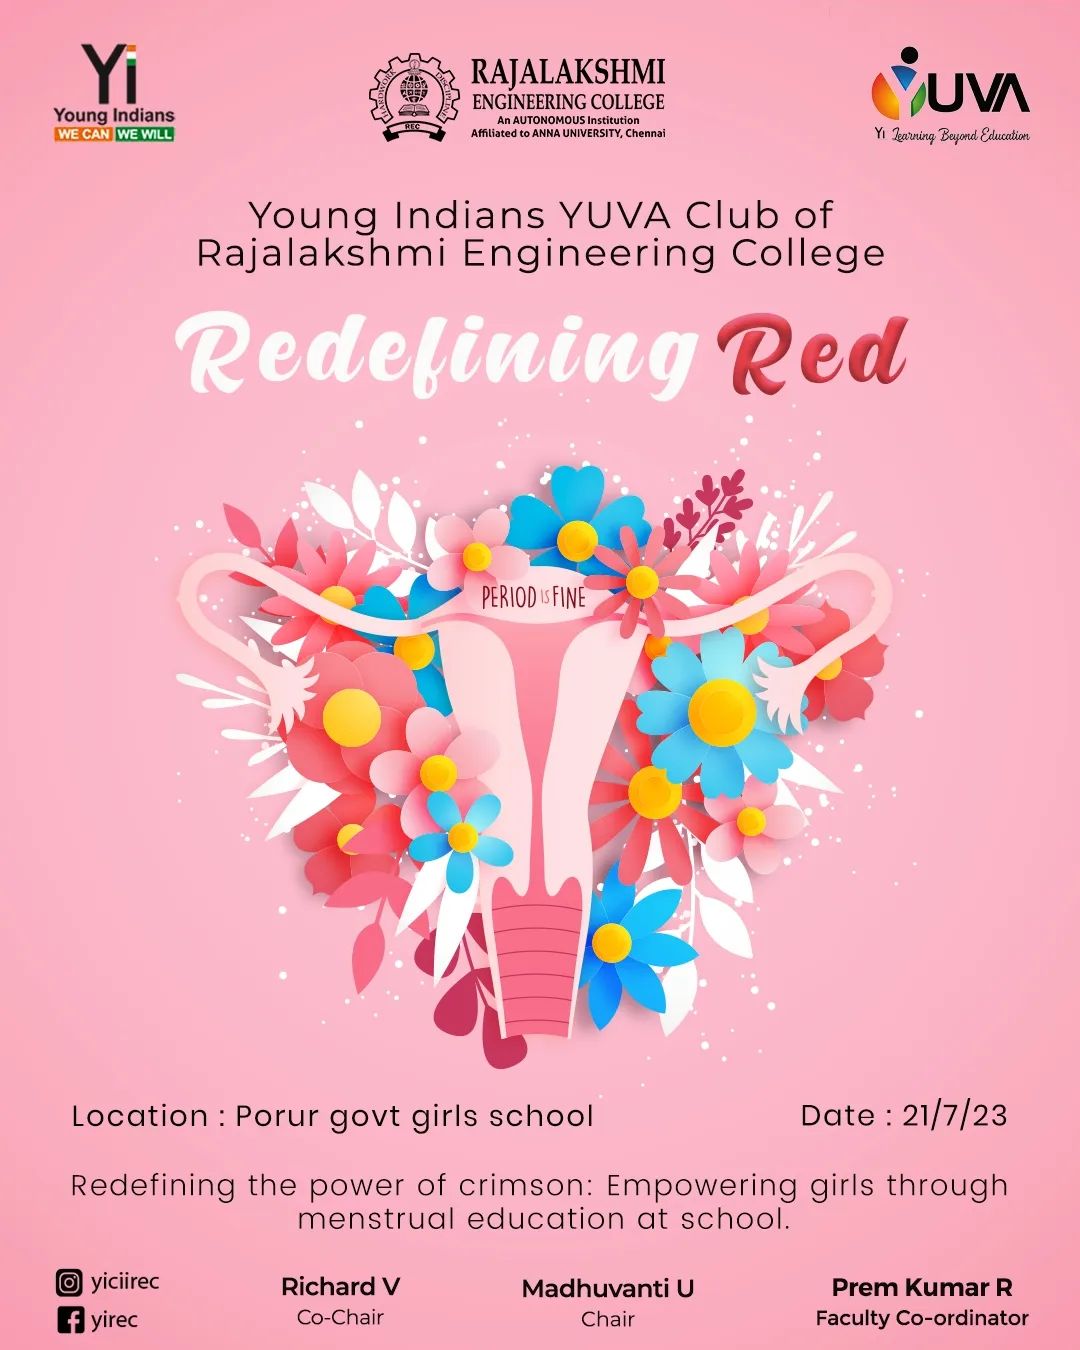 Yi
Young Indians
WE CAN WE WILL
HARDWORK DISCIPLINE
REC
RAJALAKSHMI
ENGINEERING COLLEGE
An AUTONOMOUS Institution
Affiliated to ANNA UNIVERSITY, Chennai
YUVA
Yi Learning Beyond Education
Young Indians YUVA Club of
Rajalakshmi Engineering College
Redefining Red
PERIOD IS FINE
Location : Porur govt girls school
Date : 21/7/23
Redefining the power of crimson: Empowering girls through
menstrual education at school.
yiciirec
yirec
Richard V
Co-Chair
Madhuvanti U
Chair
Prem Kumar R
Faculty Co-ordinator